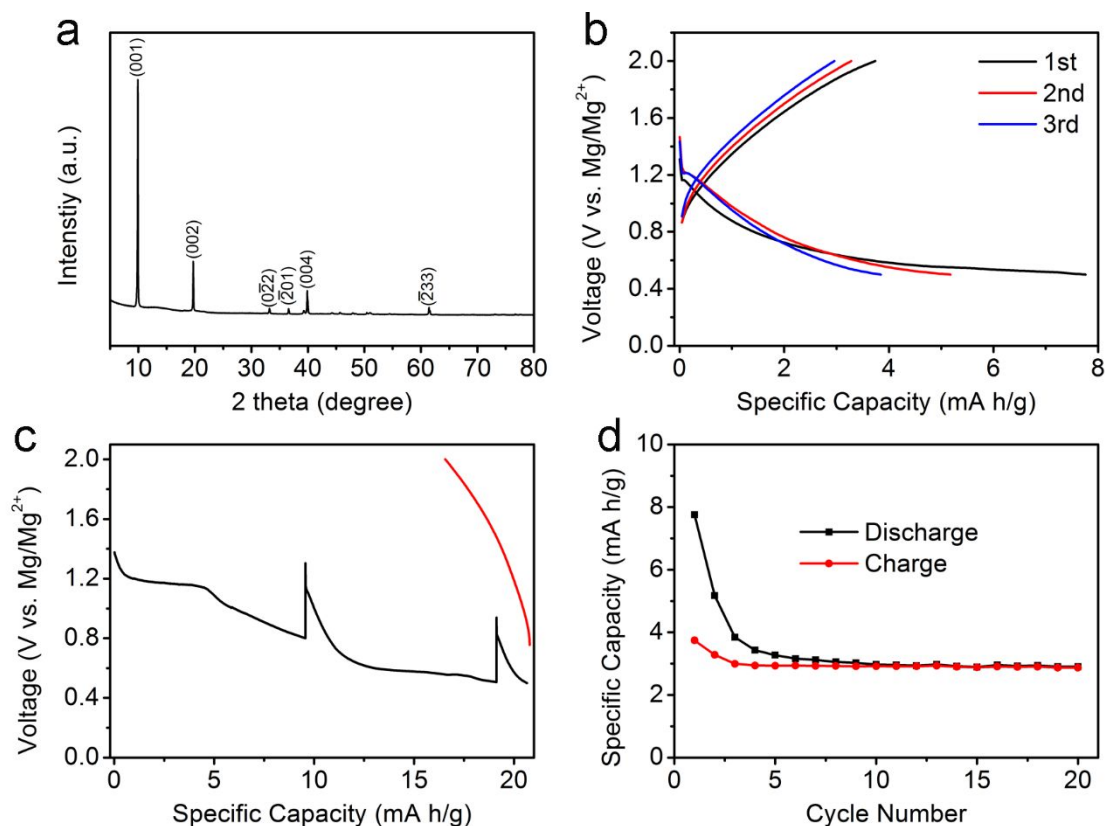 a
Intenstiy (a.u.)
(001)
(002)
(0̅2̅22)
(2̅01)
(004)
(2̅33)
10 20 30 40 50 60 70 80
2 theta (degree)
b
Voltage (V vs. Mg/Mg²⁺)
2.0
1.6
1.2
0.8
0.4
0.0
1st
2nd
3rd
0 2 4 6 8
Specific Capacity (mA h/g)
c
Voltage (V vs. Mg/Mg²⁺)
2.0
1.6
1.2
0.8
0.4
0.0
0 5 10 15 20
Specific Capacity (mA h/g)
d
Specific Capacity (mA h/g)
10
8
6
4
2
0
Discharge
Charge
0 5 10 15 20
Cycle Number